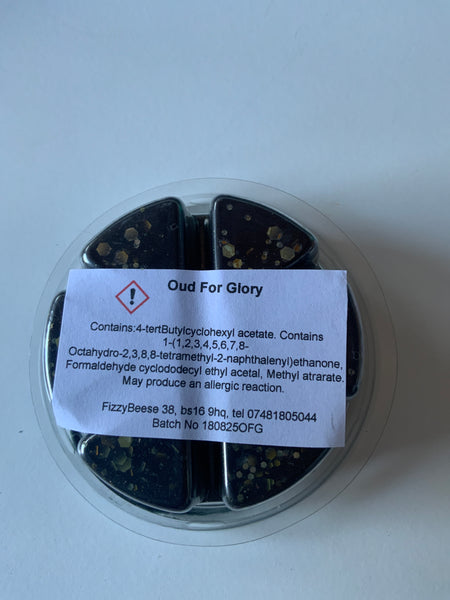 Oud For Glory
!
Contains:4-tertButylcyclohexyl acetate. Contains
1-(1,2,3,4,5,6,7,8-
Octahydro-2,3,8,8-tetramethyl-2-naphthalenyl)ethanone,
Formaldehyde cyclododecyl ethyl acetal, Methyl atrarate.
May produce an allergic reaction.
FizzyBeese 38, bs16 9hq, tel 07481805044
Batch No 180825OFG